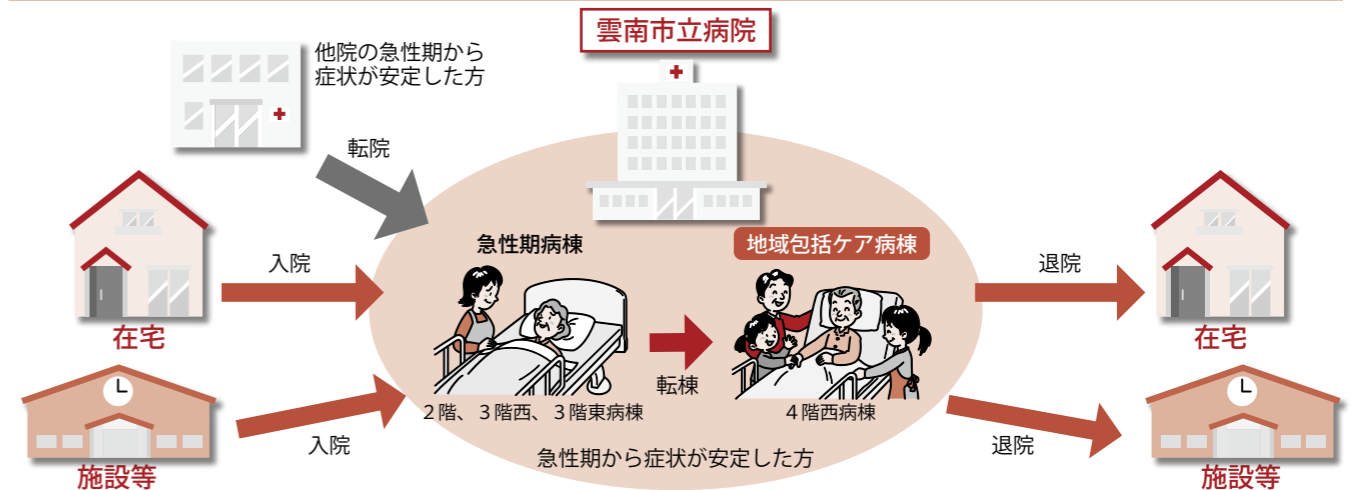 雲南市立病院
他院の急性期から
症状が安定した方
転院
急性期病棟
地域包括ケア病棟
入院
退院
在宅
在宅
転棟
２階、３階西、３階東病棟
４階西病棟
入院
退院
急性期から症状が安定した方
施設等
施設等